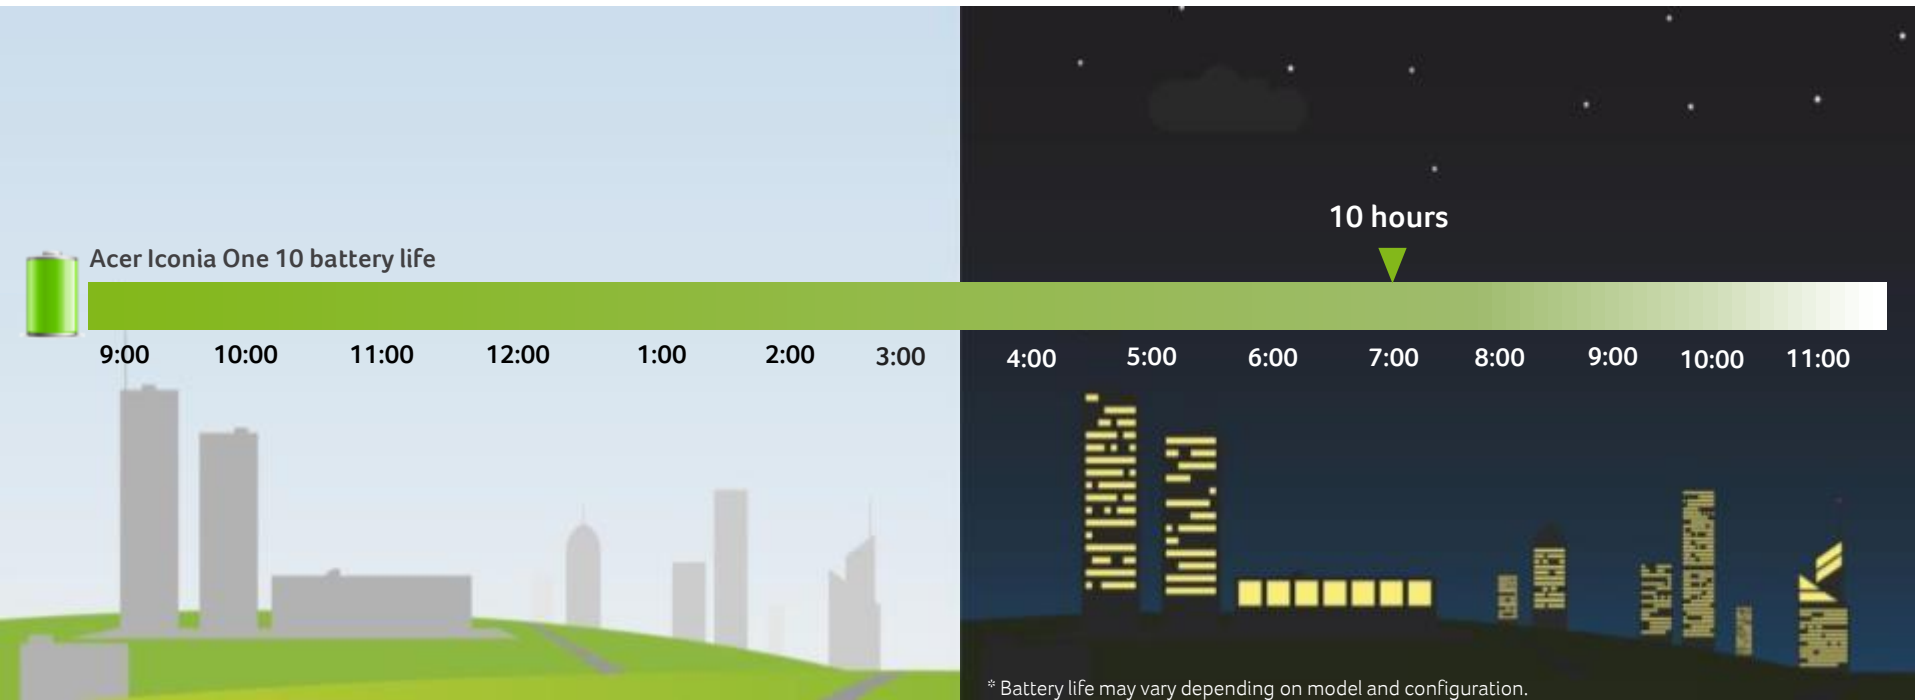 10 hours
Acer Iconia One 10 battery life
9:00 10:00 11:00 12:00 1:00 2:00 3:00 4:00 5:00 6:00 7:00 8:00 9:00 10:00 11:00
* Battery life may vary depending on model and configuration.